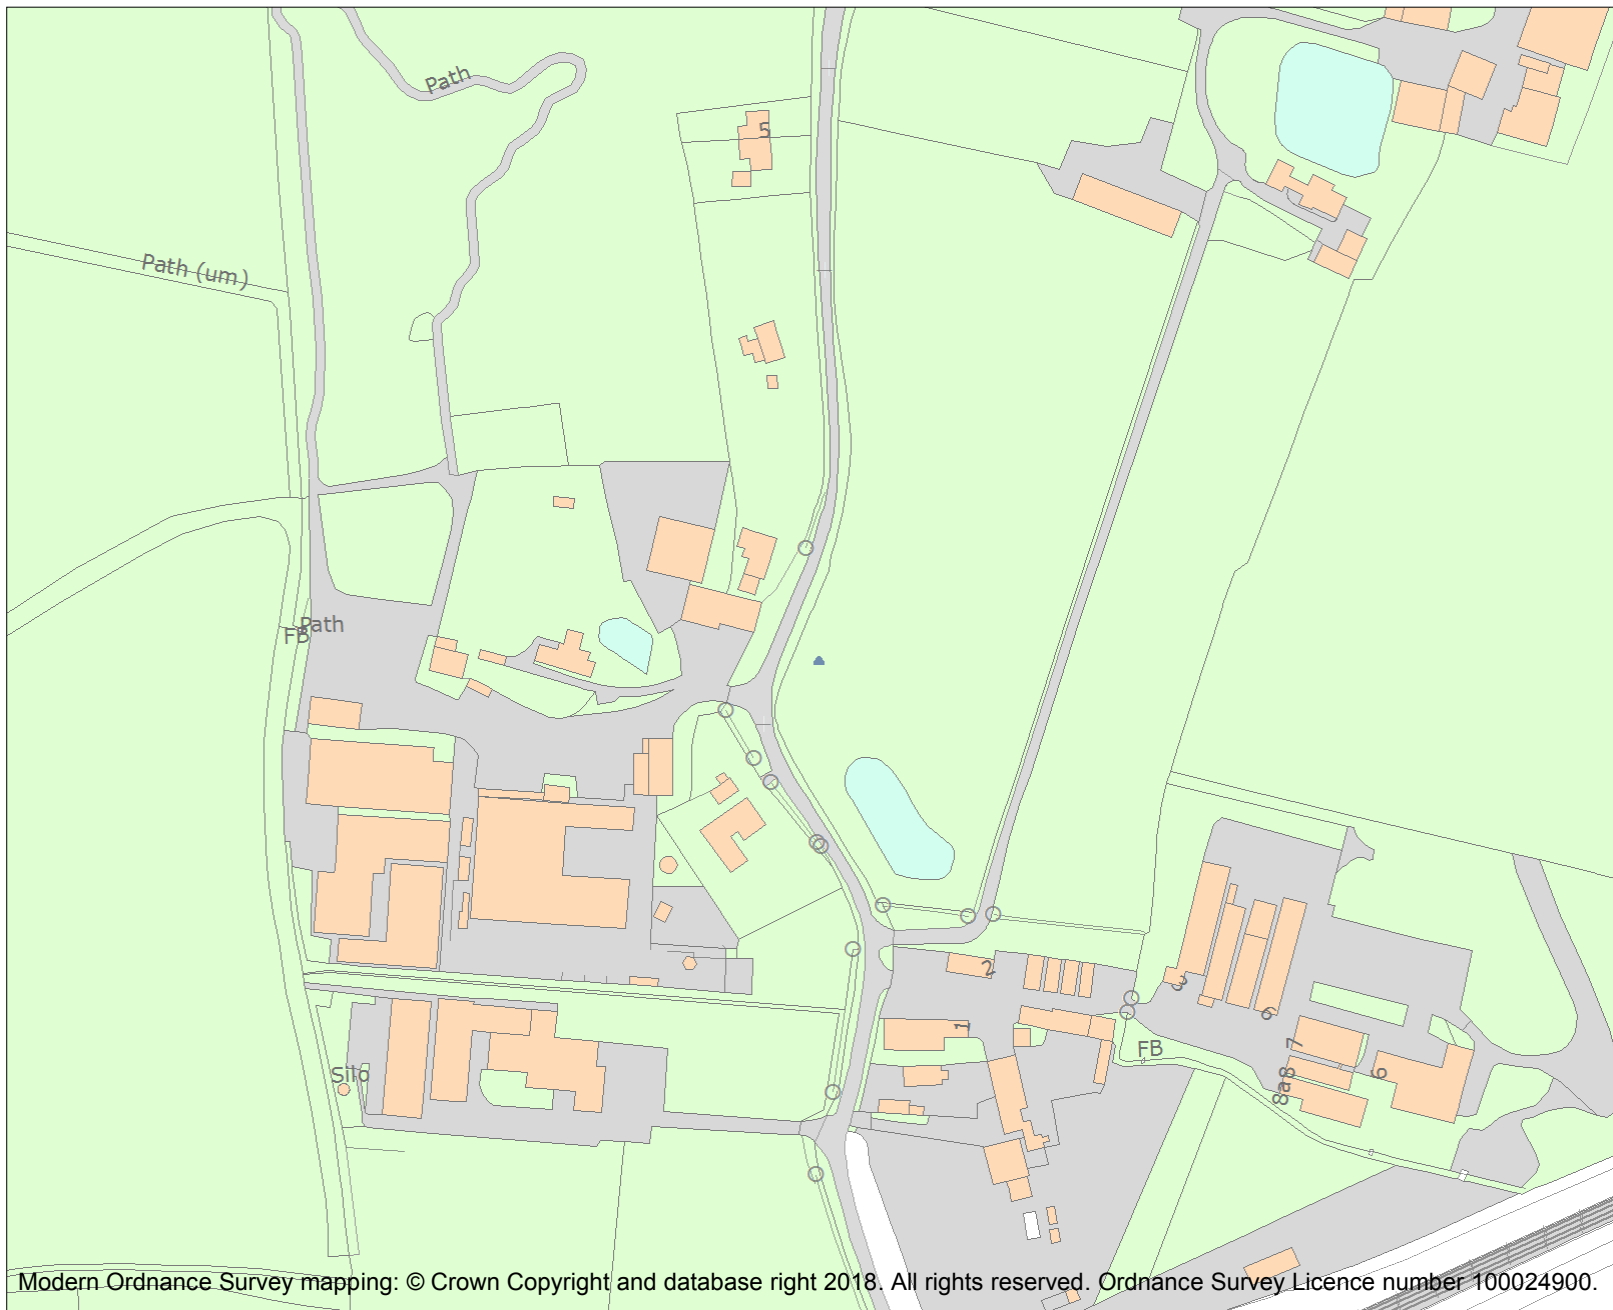 Path
5
Path (um)
Path
FB
2
3
6
1
7
FB
8
6
8a
Silo
Modern Ordnance Survey mapping: © Crown Copyright and database right 2018. All rights reserved. Ordnance Survey Licence number 100024900.